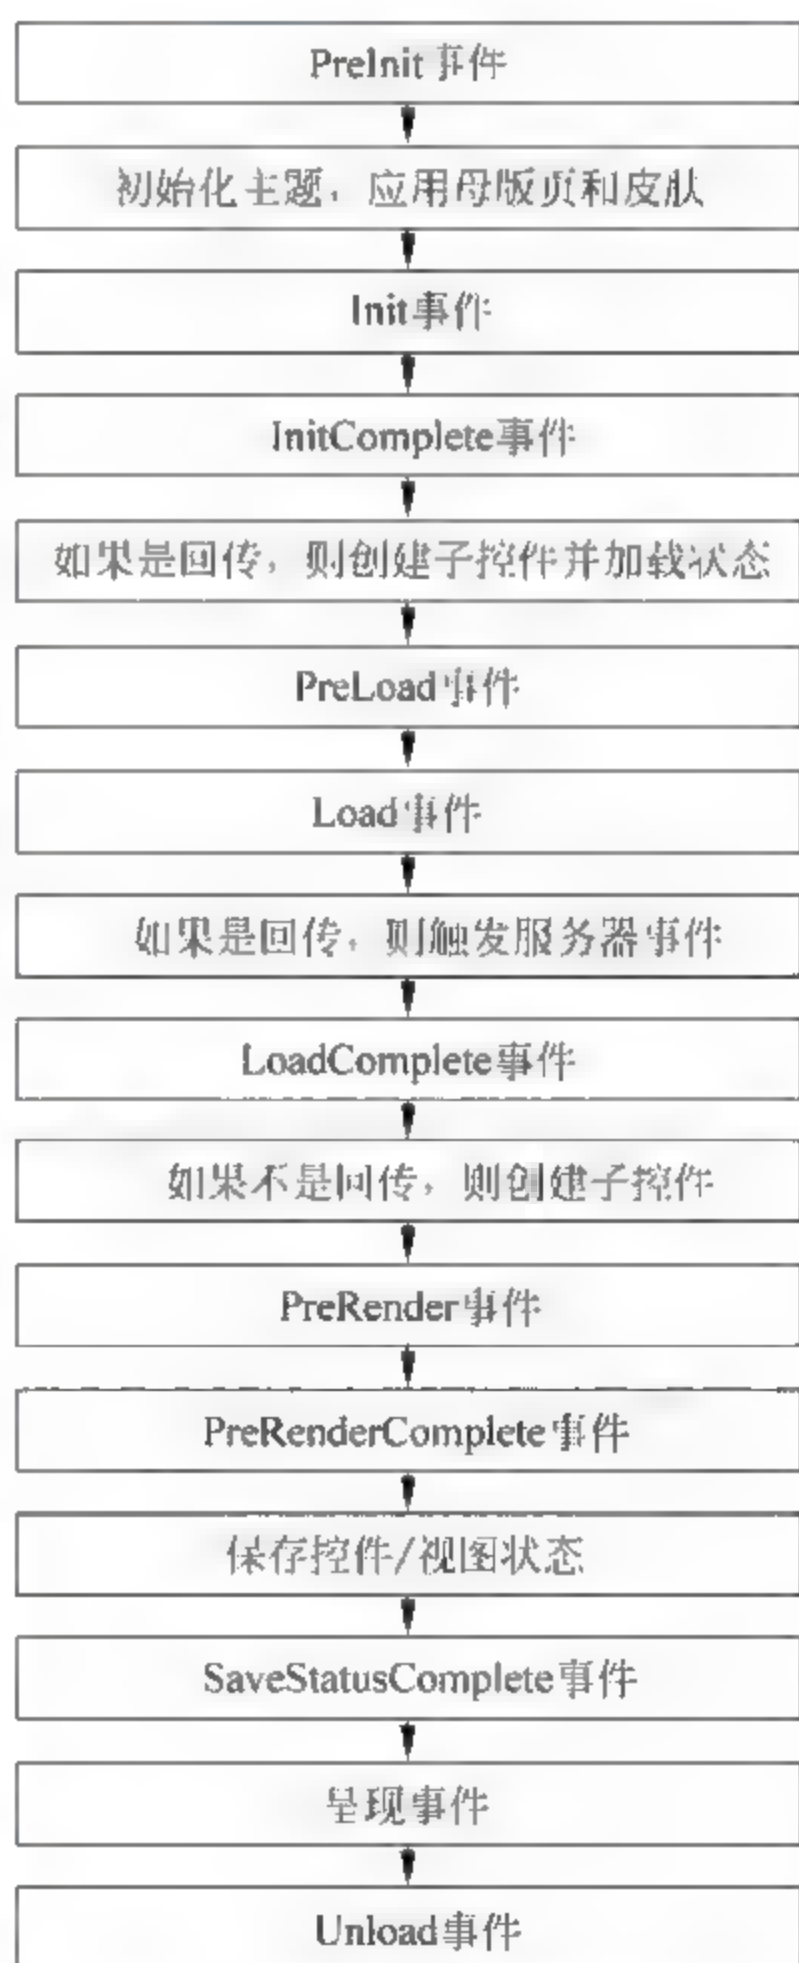 PreInit 事件
初始化主题，应用母版页和皮肤
Init事件
InitComplete事件
如果是回传，则创建子控件并加载状态
PreLoad事件
Load事件
如果是回传，则触发服务器事件
LoadComplete事件
如果不是回传，则创建子控件
PreRender事件
PreRenderComplete事件
保存控件/视图状态
SaveStatusComplete事件
呈现事件
Unload事件